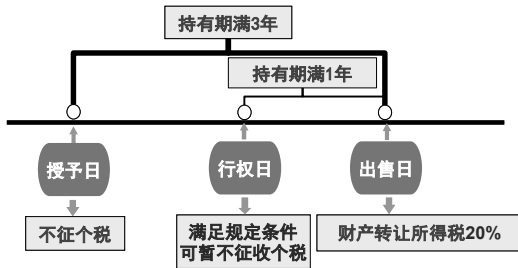 持有期满3年
持有期满1年
授予日
行权日
出售日
不征个税
满足规定条件
可暂不征收个税
财产转让所得税20%